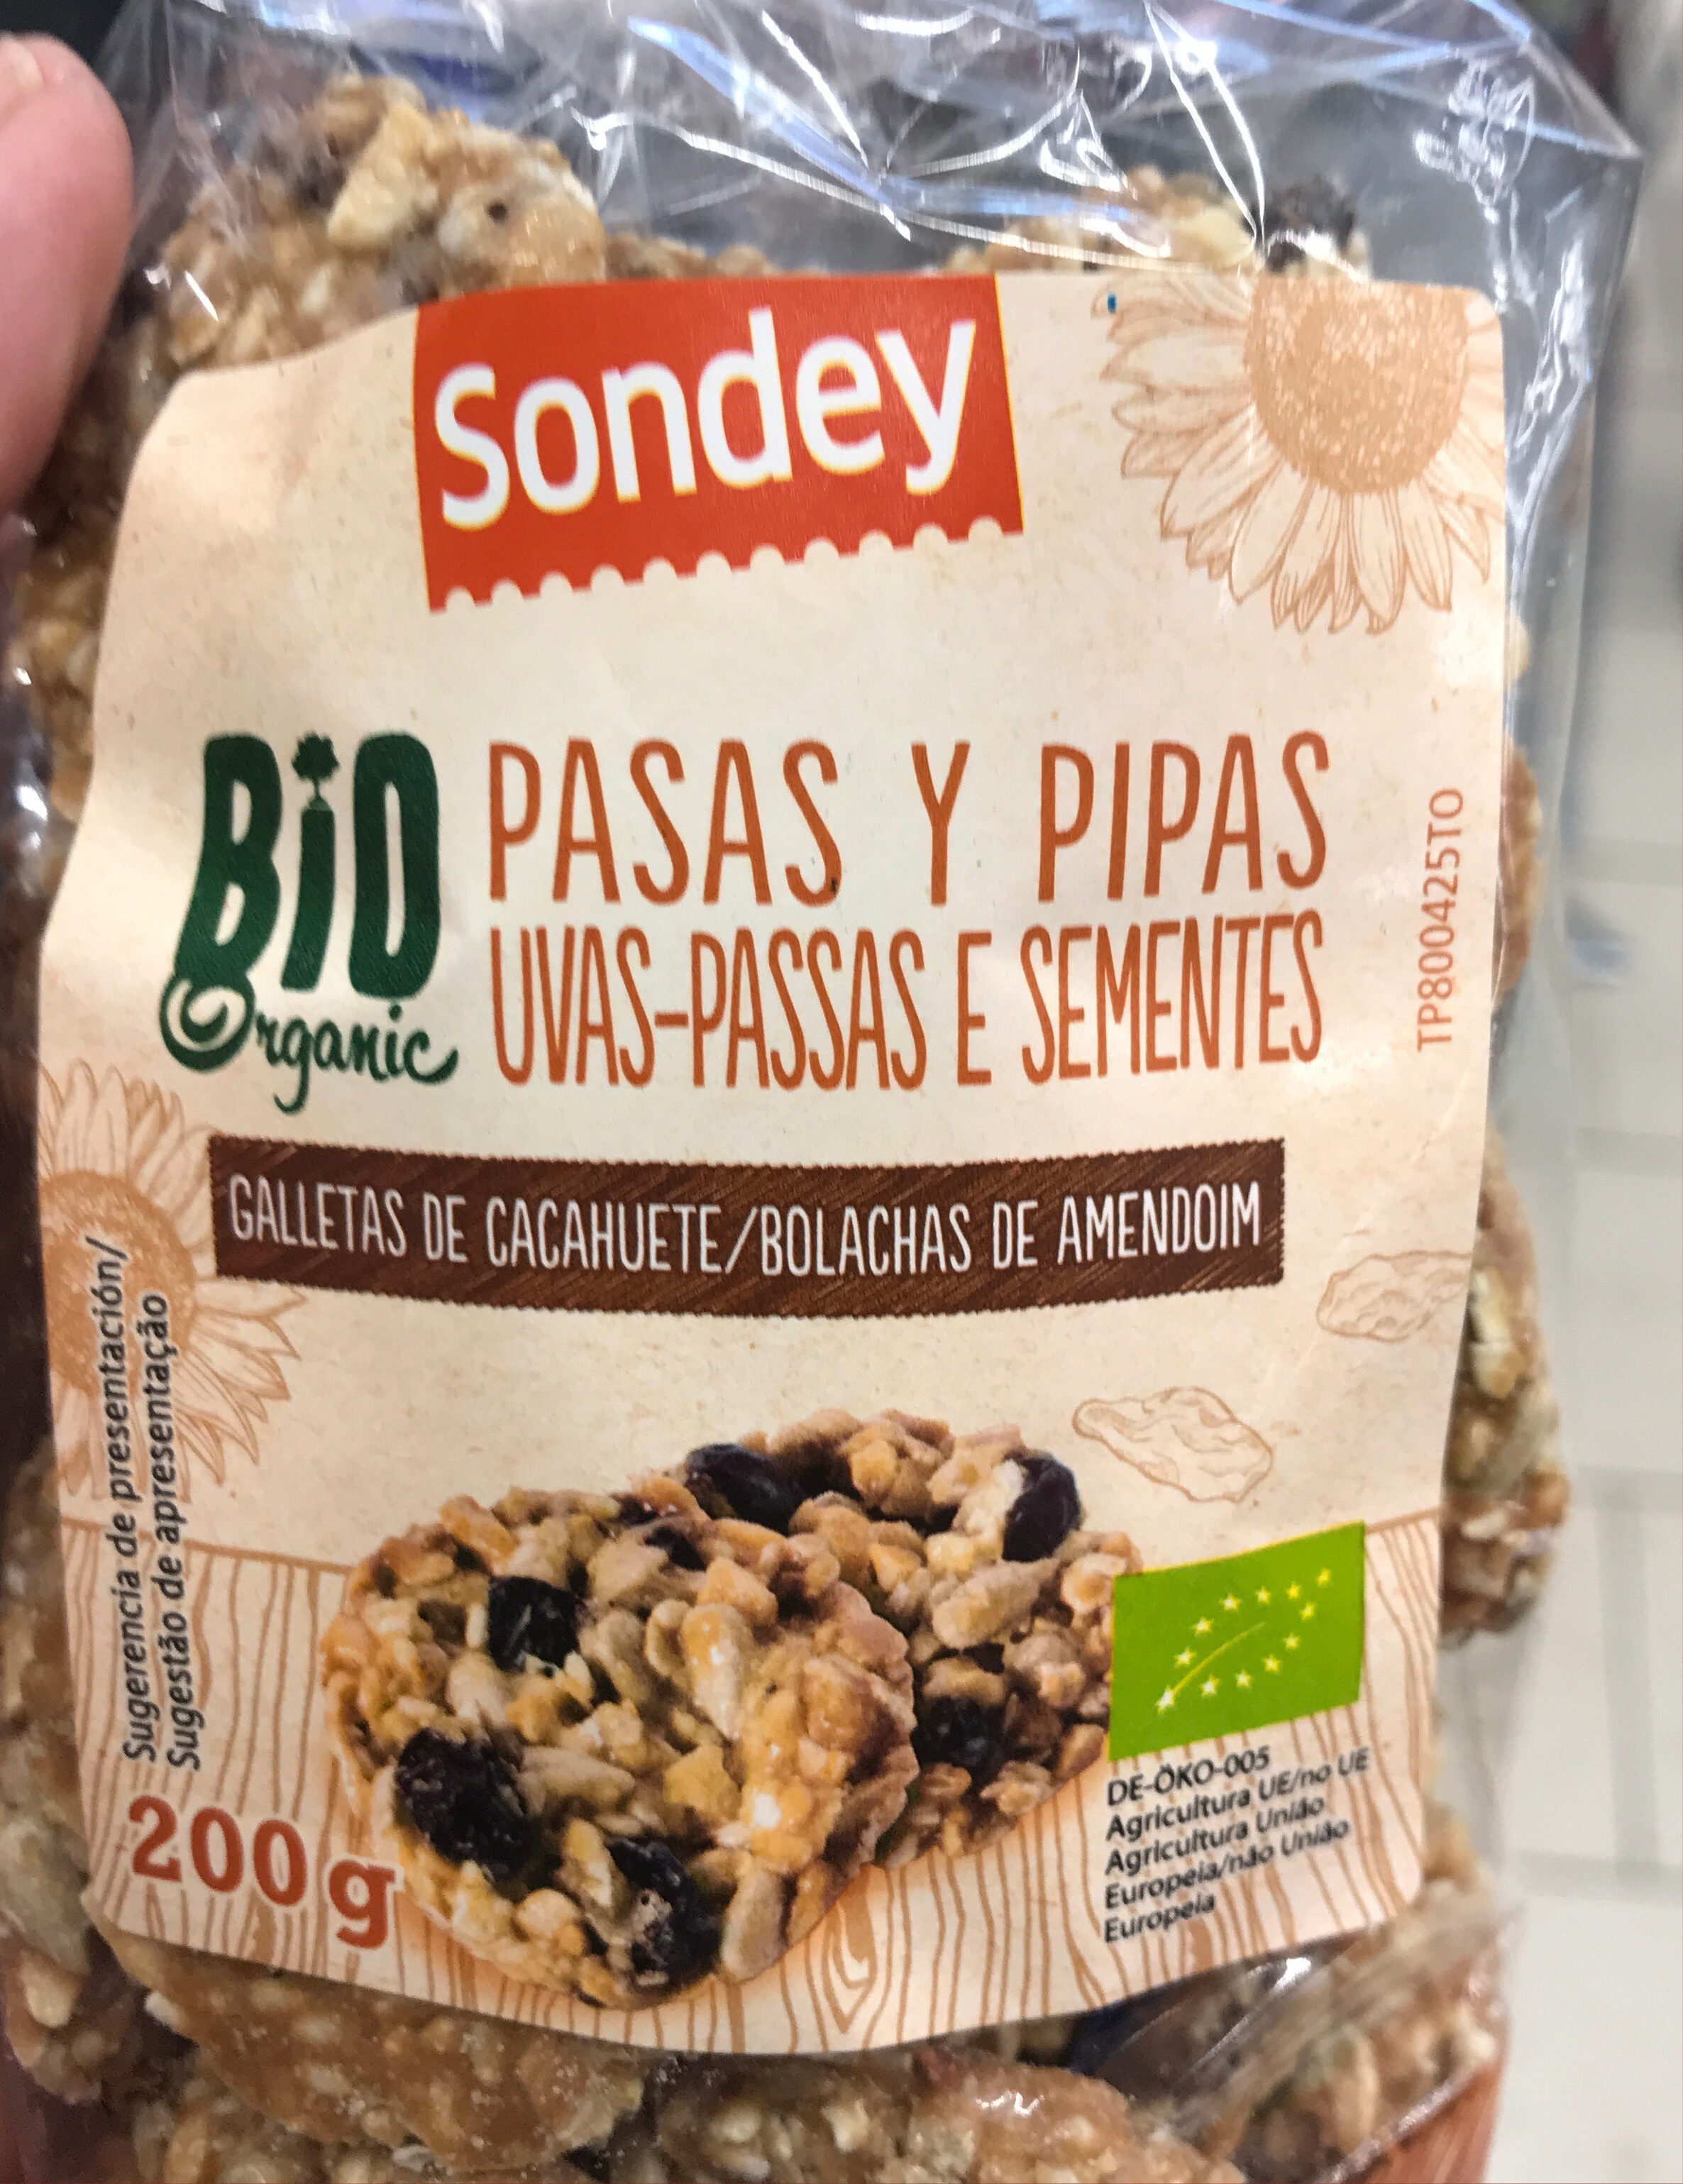 Sondey
BiO
Organic
PASAS Y PIPAS
UVAS-PASSAS E SEMENTES
TP800425TO
GALLETAS DE CACAHUETE/BOLACHAS DE AMENDOIM
Sugerencia de presentación/
Sugestão de apresentação
200 g
DE-ÖKO-005
Agricultura UE/no UE
Agricultura União
Europeia/não União
Europeia